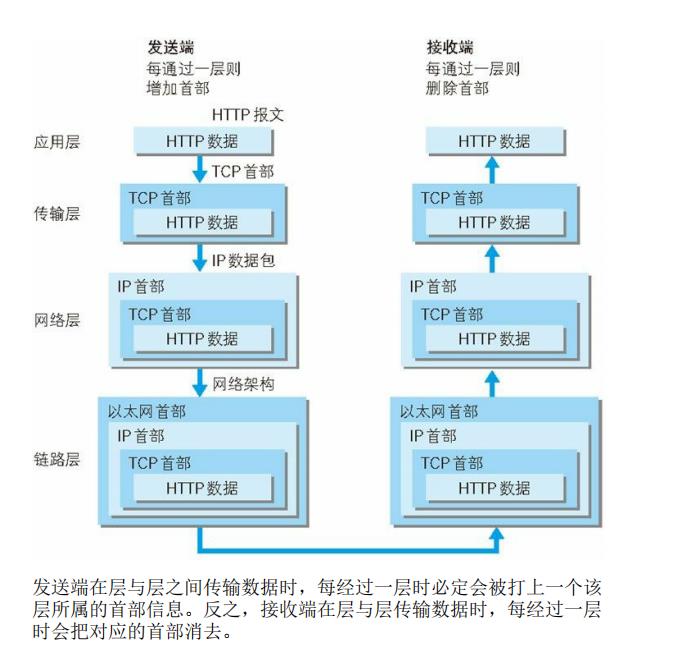 发送端
每通过一层则
增加首部
接收端
每通过一层则
删除首部
HTTP 报文
应用层
HTTP 数据
HTTP 数据
TCP 首部
传输层
TCP 首部
HTTP 数据
TCP 首部
HTTP 数据
IP 数据包
网络层
IP 首部
TCP 首部
HTTP 数据
IP 首部
TCP 首部
HTTP 数据
网络架构
链路层
以太网首部
IP 首部
TCP 首部
HTTP 数据
以太网首部
IP 首部
TCP 首部
HTTP 数据
发送端在层与层之间传输数据时，每经过一层时必定会被打上一个该
层所属的首部信息。反之，接收端在层与层传输数据时，每经过一层
时会把对应的首部消去。